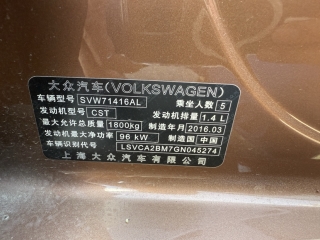 大众汽车(VOLKSWAGEN)
车辆型号 SVW71416AL 乘坐人数 5
发动机型号 CST 发动机排量 1.4 L
最大允许总质量 1800kg 制造年月 2016.03
发动机最大净功率 96 kW 制造国 中国
车辆识别代号 LSVCA2BM7GN045274
上海大众汽车有限公司